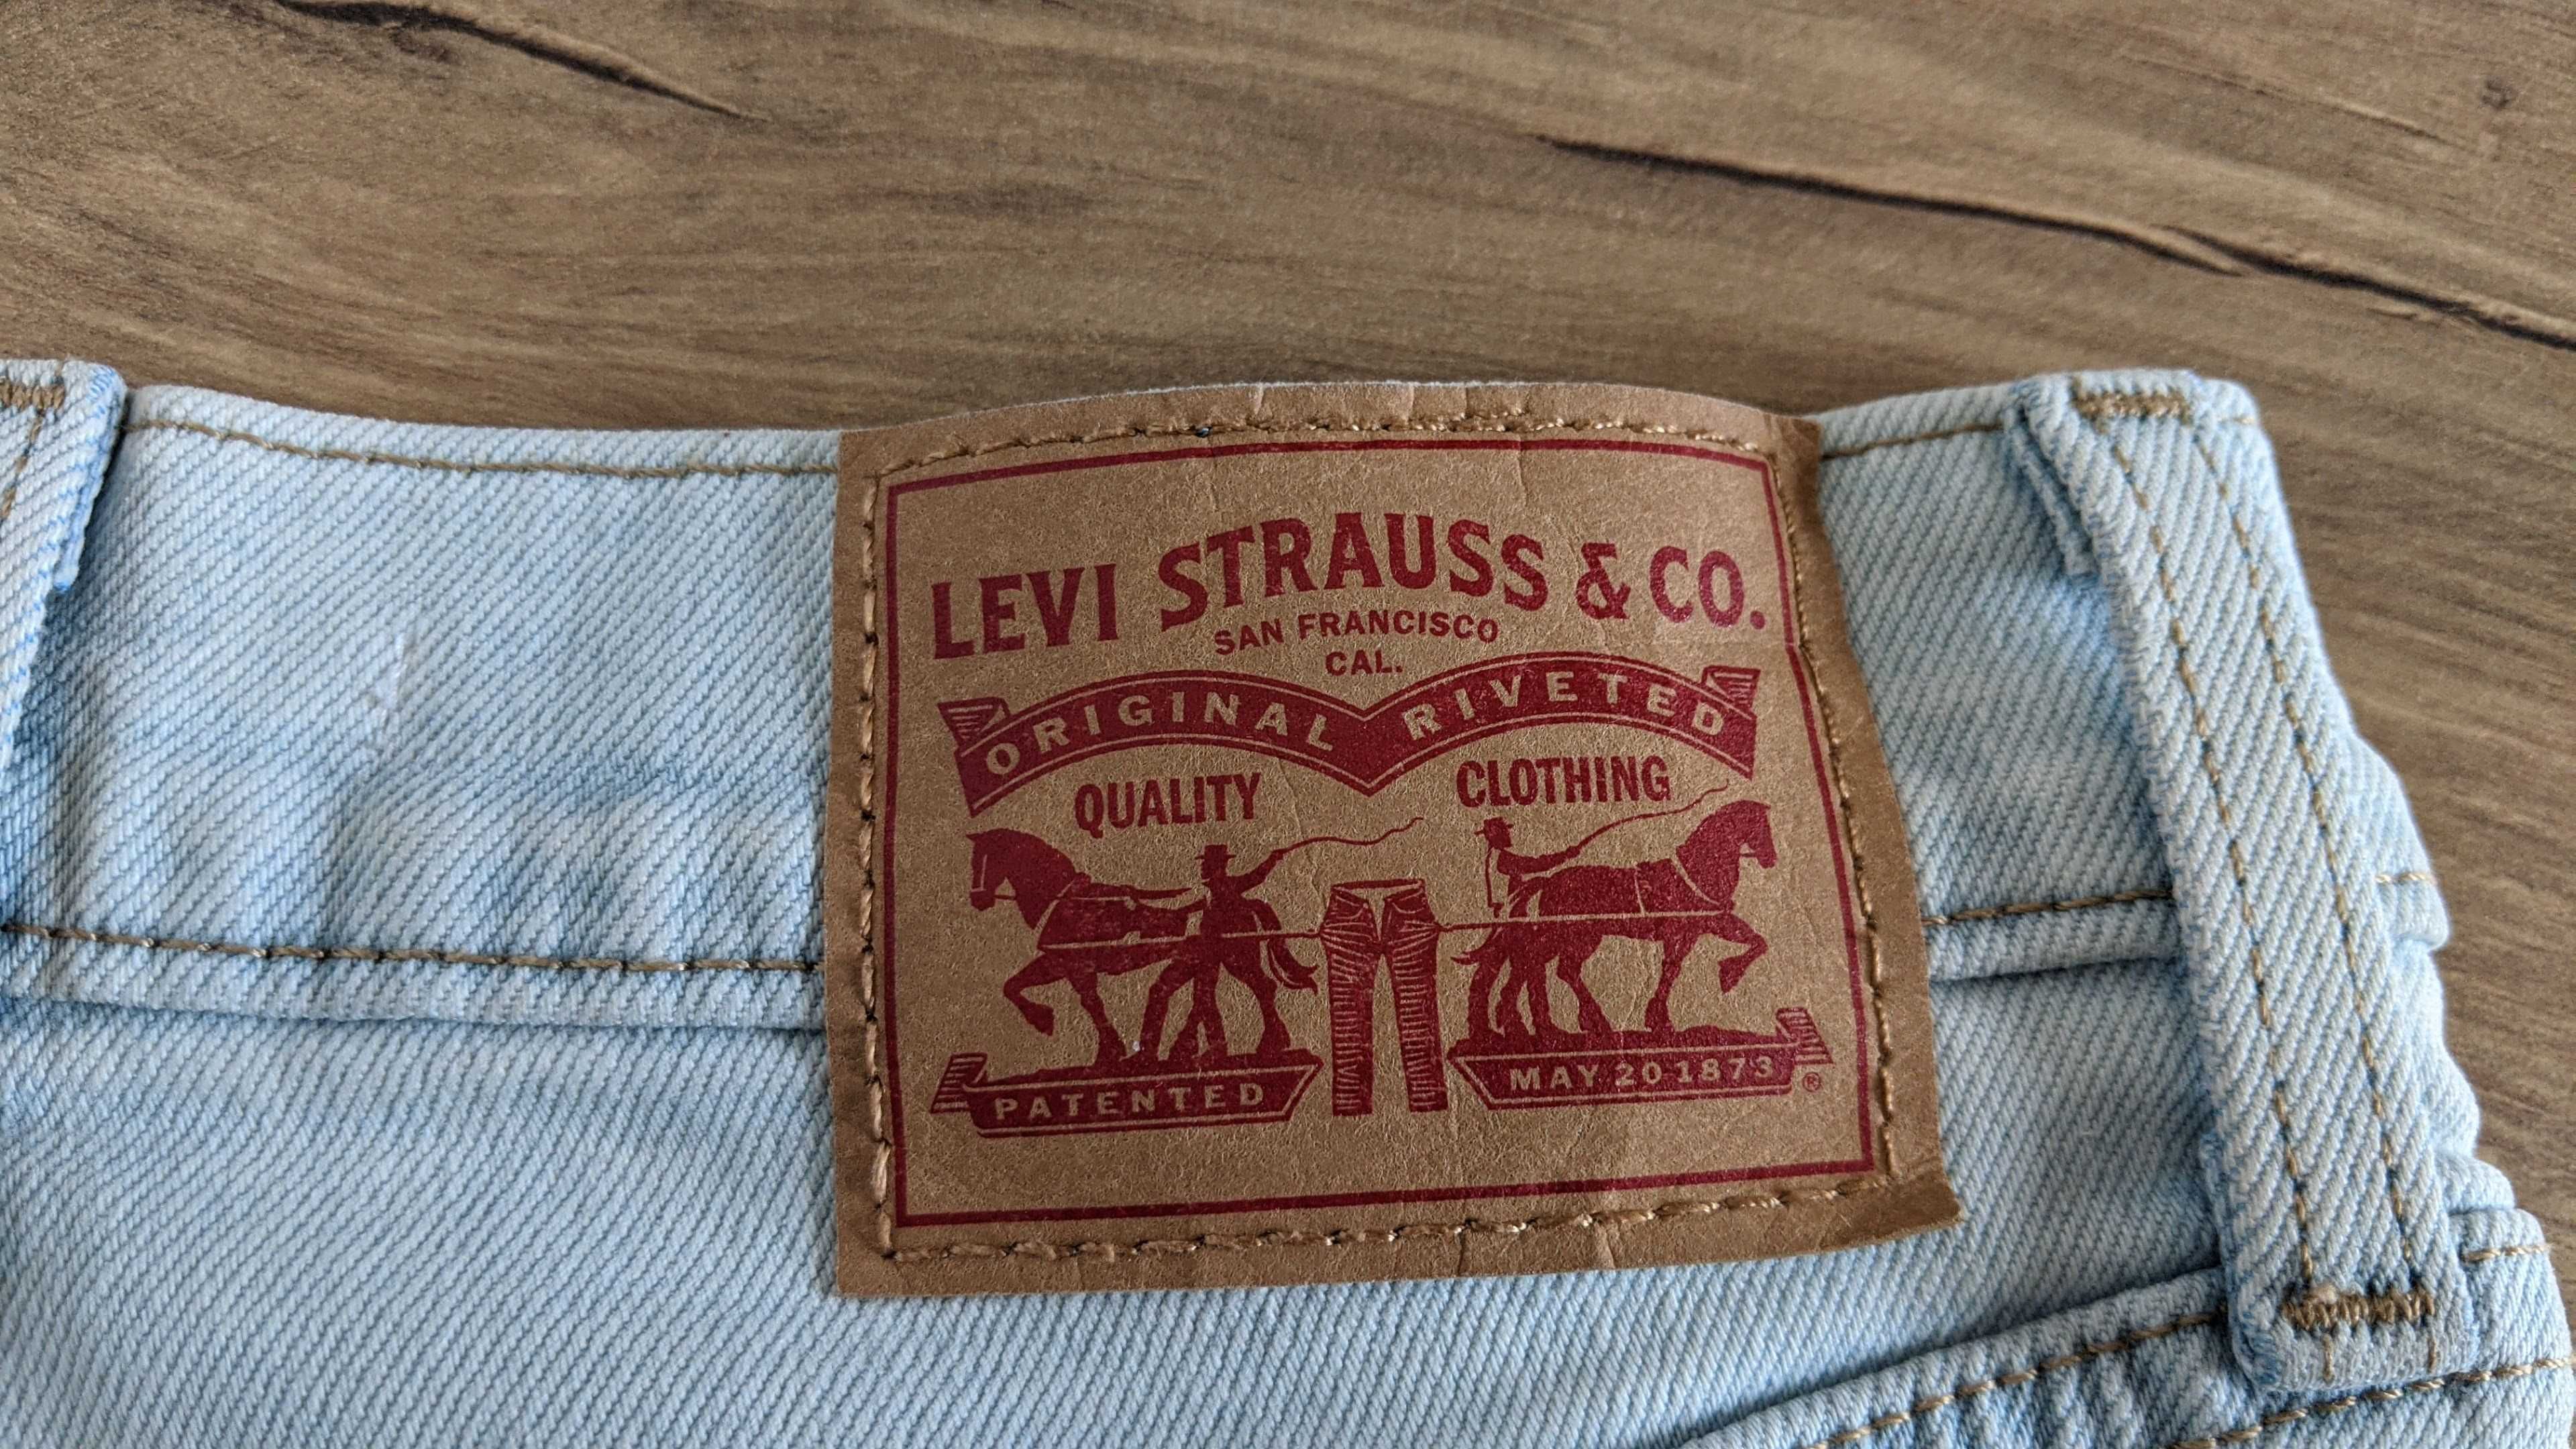 LEVI STRAUSS & CO.
SAN FRANCISCO
CAL.
ORIGINAL RIVETED
QUALITY CLOTHING
PATENTED MAY 20 1873 ®